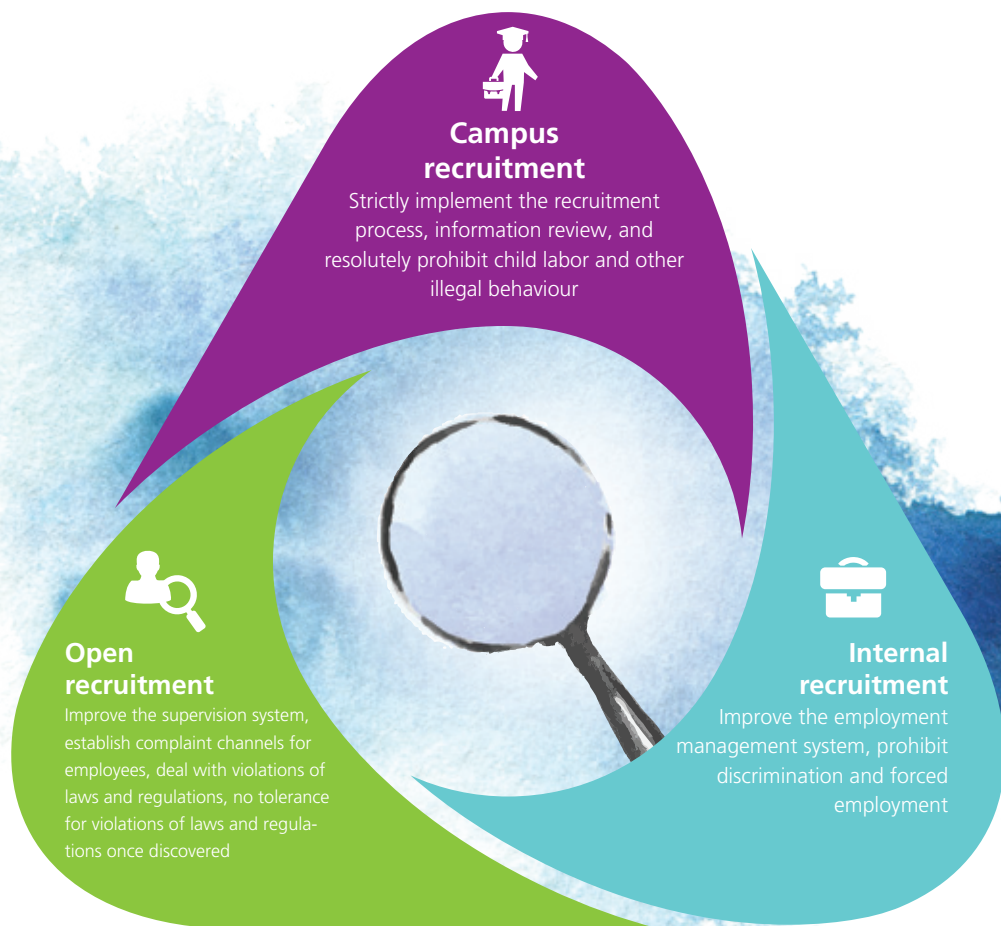 Campus
recruitment
Strictly implement the recruitment
process, information review, and
resolutely prohibit child labor and other
illegal behaviour
Open
recruitment
Improve the supervision system,
establish complaint channels for
employees, deal with violations of
laws and regulations, no tolerance
for violations of laws and regula-
tions once discovered
Internal
recruitment
Improve the employment
management system, prohibit
discrimination and forced
employment